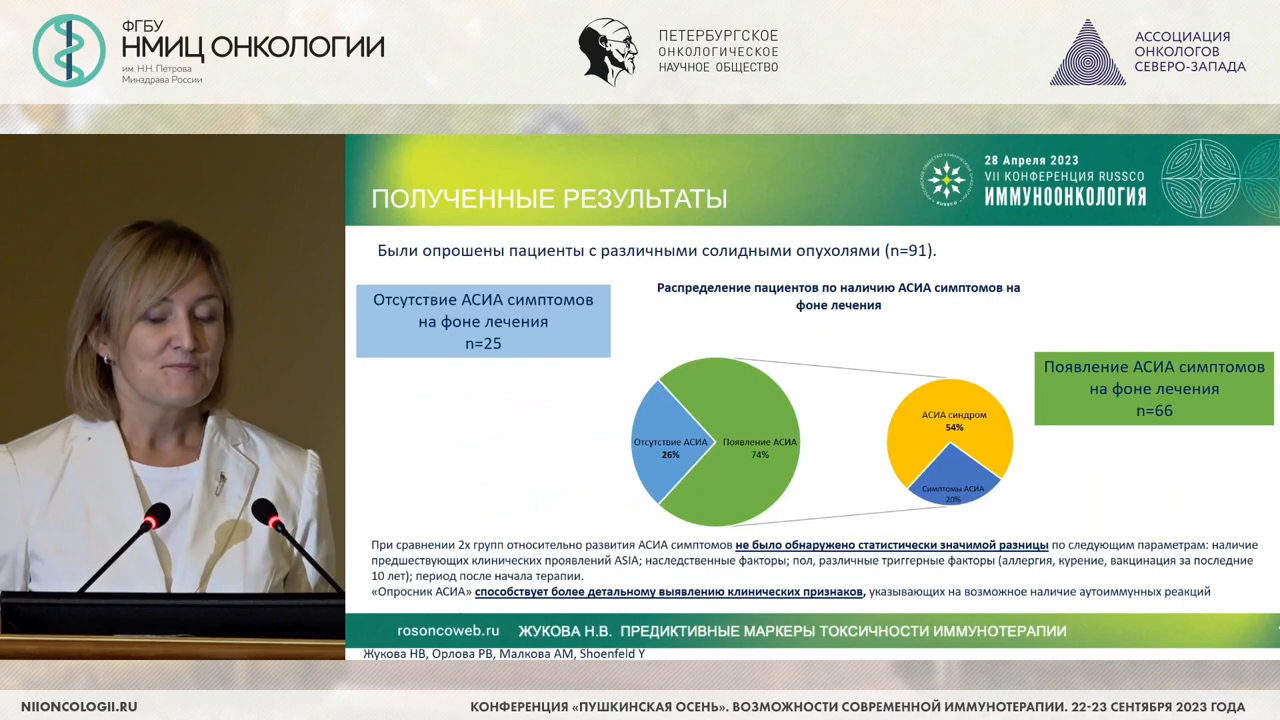 ФГБУ
НМИЦ ОНКОЛОГИИ
им. Н.Н. Петрова
Минздрава России
ПЕТЕРБУРГСКОЕ
ОНКОЛОГИЧЕСКОЕ
НАУЧНОЕ ОБЩЕСТВО
АССОЦИАЦИЯ
ОНКОЛОГОВ
СЕВЕРО-ЗАПАДА
28 Апреля 2023
VII КОНФЕРЕНЦИЯ RUSSCO
ИММУНООНКОЛОГИЯ
ПОЛУЧЕННЫЕ РЕЗУЛЬТАТЫ
Были опрошены пациенты с различными солидными опухолями (n=91).
Отсутствие АСИА симптомов
на фоне лечения
n=25
Распределение пациентов по наличию АСИА симптомов на
фоне лечения
Появление АСИА симптомов
на фоне лечения
n=66
Отсутствие АСИА
26%
Появление АСИА
74%
АСИА синдром
54%
Симптомы АСИА
20%
При сравнении 2х групп относительно развития АСИА симптомов не было обнаружено статистически значимой разницы по следующим параметрам: наличие
предшествующих клинических проявлений ASIA; наследственные факторы; пол, различные триггерные факторы (аллергия, курение, вакцинация за последние
10 лет); период после начала терапии.
«Опросник АСИА» способствует более детальному выявлению клинических признаков, указывающих на возможное наличие аутоиммунных реакций
rosoncoweb.ru ЖУКОВА Н.В. ПРЕДИКТИВНЫЕ МАРКЕРЫ ТОКСИЧНОСТИ ИММУНОТЕРАПИИ
Жукова НВ, Орлова РВ, Малкова АМ, Shoenfeld Y
NIIONCOLOGII.RU
КОНФЕРЕНЦИЯ «ПУШКИНСКАЯ ОСЕНЬ». ВОЗМОЖНОСТИ СОВРЕМЕННОЙ ИММУНОТЕРАПИИ. 22-23 СЕНТЯБРЯ 2023 ГОДА